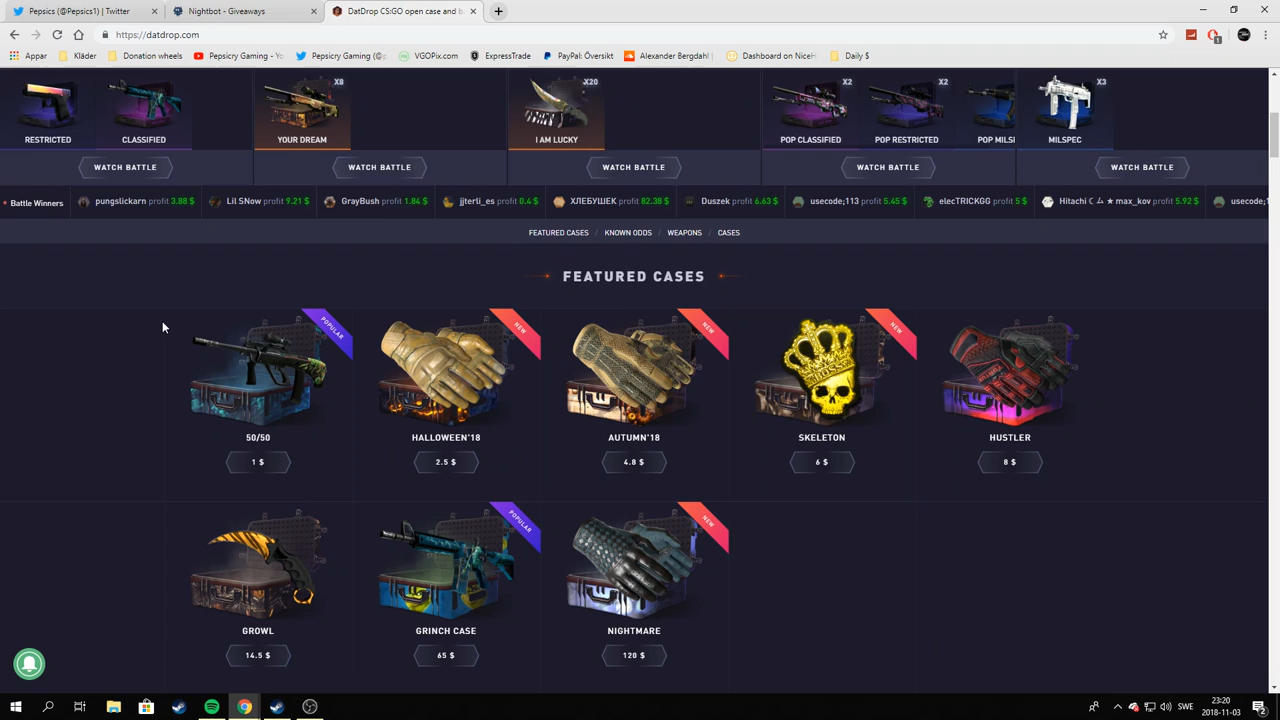 Pepsics (@Pepsics1) | Twitter
Nightbot - Giveaways
DatDrop CS:GO open case and b
https://datdrop.com
Appar
Kläder
Donation wheels
Pepsicry Gaming - Yo
Pepsicry Gaming (@
VGOPix.com
ExpressTrade
PayPal: Översikt
Alexander Bergdahl
Dashboard on NiceH
Daily $
1
X8
X20
X2
X2
X3
RESTRICTED
CLASSIFIED
YOUR DREAM
I AM LUCKY
POP CLASSIFIED
POP RESTRICTED
POP MILSI
MILSPEC
WATCH BATTLE
WATCH BATTLE
WATCH BATTLE
WATCH BATTLE
WATCH BATTLE
Battle Winners
pungslickarn profit 3.88 $
Lil SNow profit 9.21 $
GrayBush profit 1.84 $
jjterli_es profit 0.4 $
ХЛЕБУШЕК profit 82.38 $
Duszek profit 6.63 $
usecode;113 profit 5.45 $
elecTRICKGG profit 5 $
Hitachi ☾ ム ★ max_kov profit 5.92 $
usecode;1
FEATURED CASES / KNOWN ODDS / WEAPONS / CASES
FEATURED CASES
POPULAR
NEW
NEW
NEW
BOSS
50/50
HALLOWEEN'18
AUTUMN'18
SKELETON
HUSTLER
1 $
2.5 $
4.8 $
6 $
8 $
POPULAR
NEW
GROWL
GRINCH CASE
NIGHTMARE
14.5 $
65 $
120 $
SWE
23:20
2018-11-03
2